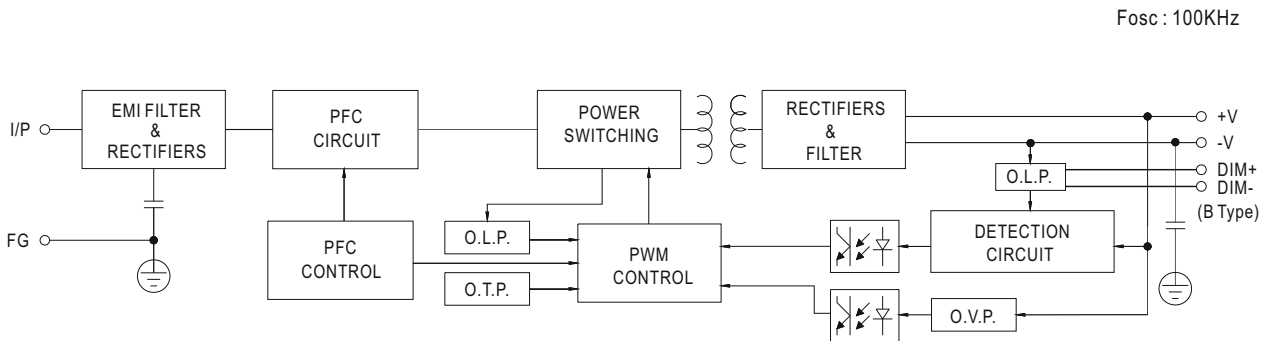 Fosc : 100KHz
I/P
EMI FILTER
&
RECTIFIERS
PFC
CIRCUIT
POWER
SWITCHING
RECTIFIERS
&
FILTER
+V
-V
DIM+
DIM-
(B Type)
O.L.P.
FG
PFC
CONTROL
O.L.P.
O.T.P.
PWM
CONTROL
DETECTION
CIRCUIT
O.V.P.